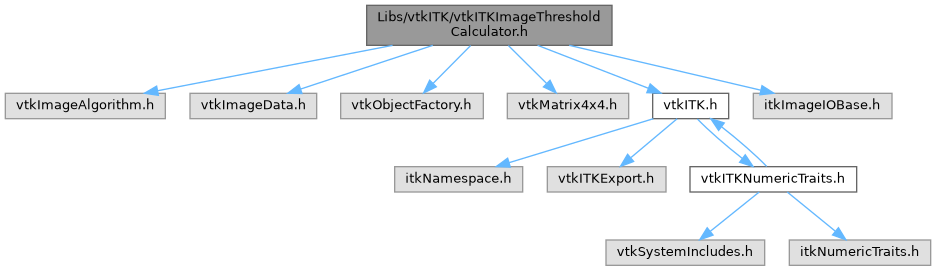 Libs/vtkITK/vtkITKImageThreshold
Calculator.h
vtkImageAlgorithm.h
vtkImageData.h
vtkObjectFactory.h
vtkMatrix4x4.h
vtkITK.h
itkImageIOBase.h
itkNamespace.h
vtkITKExport.h
vtkITKNumericTraits.h
vtkSystemIncludes.h
itkNumericTraits.h